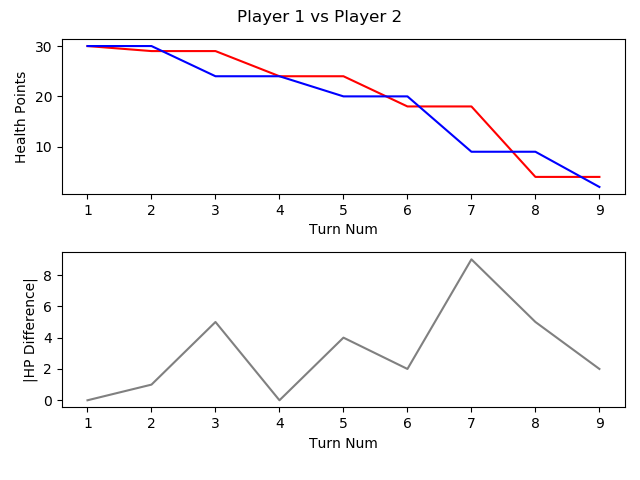 Player 1 vs Player 2
30
20
10
Health Points
1 2 3 4 5 6 7 8 9
Turn Num
8
6
4
2
0
|HP Difference|
1 2 3 4 5 6 7 8 9
Turn Num